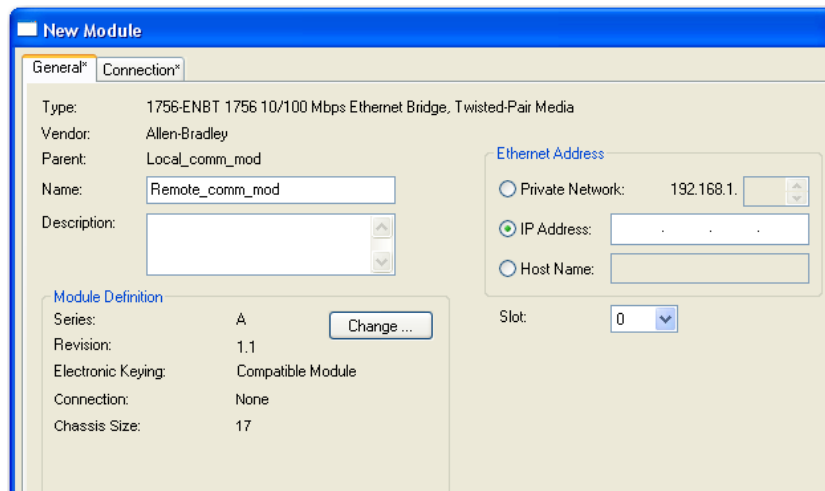 New Module
General* Connection*
Type: 1756-ENBT 1756 10/100 Mbps Ethernet Bridge, Twisted-Pair Media
Vendor: Allen-Bradley
Parent: Local_comm_mod
Name: Remote_comm_mod
Description:
Ethernet Address
Private Network: 192.168.1.
IP Address: . . .
Host Name:
Slot: 0
Module Definition
Series: A Change ...
Revision: 1.1
Electronic Keying: Compatible Module
Connection: None
Chassis Size: 17